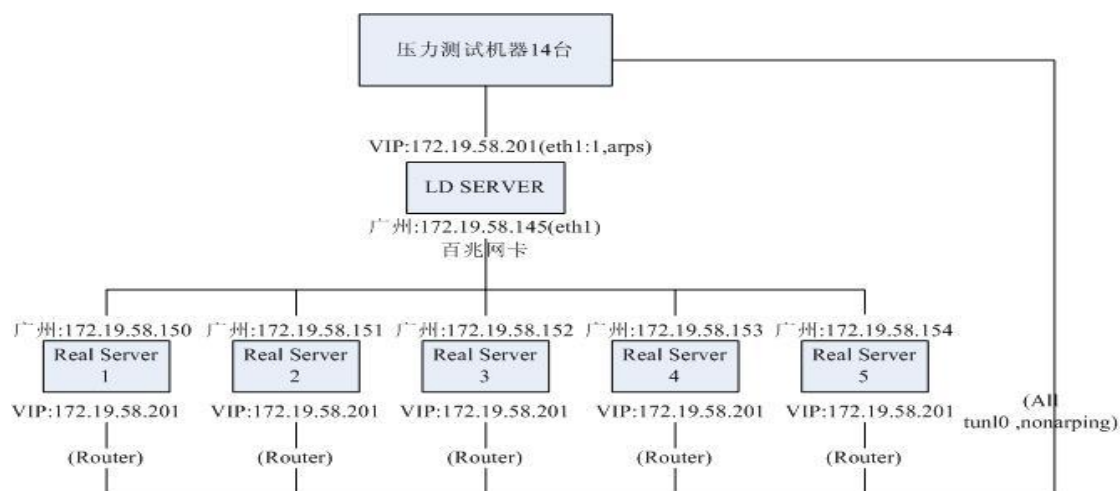 压力测试机器14台
VIP:172.19.58.201(eth1:1,arps)
LD SERVER
广州:172.19.58.145(eth1)
百兆网卡
广州:172.19.58.150
广州:172.19.58.151
广州:172.19.58.152
广州:172.19.58.153
广州:172.19.58.154
Real Server
1
Real Server
2
Real Server
3
Real Server
4
Real Server
5
VIP:172.19.58.201
VIP:172.19.58.201
VIP:172.19.58.201
VIP:172.19.58.201
VIP:172.19.58.201
(All
tunl0 ,nonarping)
(Router)
(Router)
(Router)
(Router)
(Router)